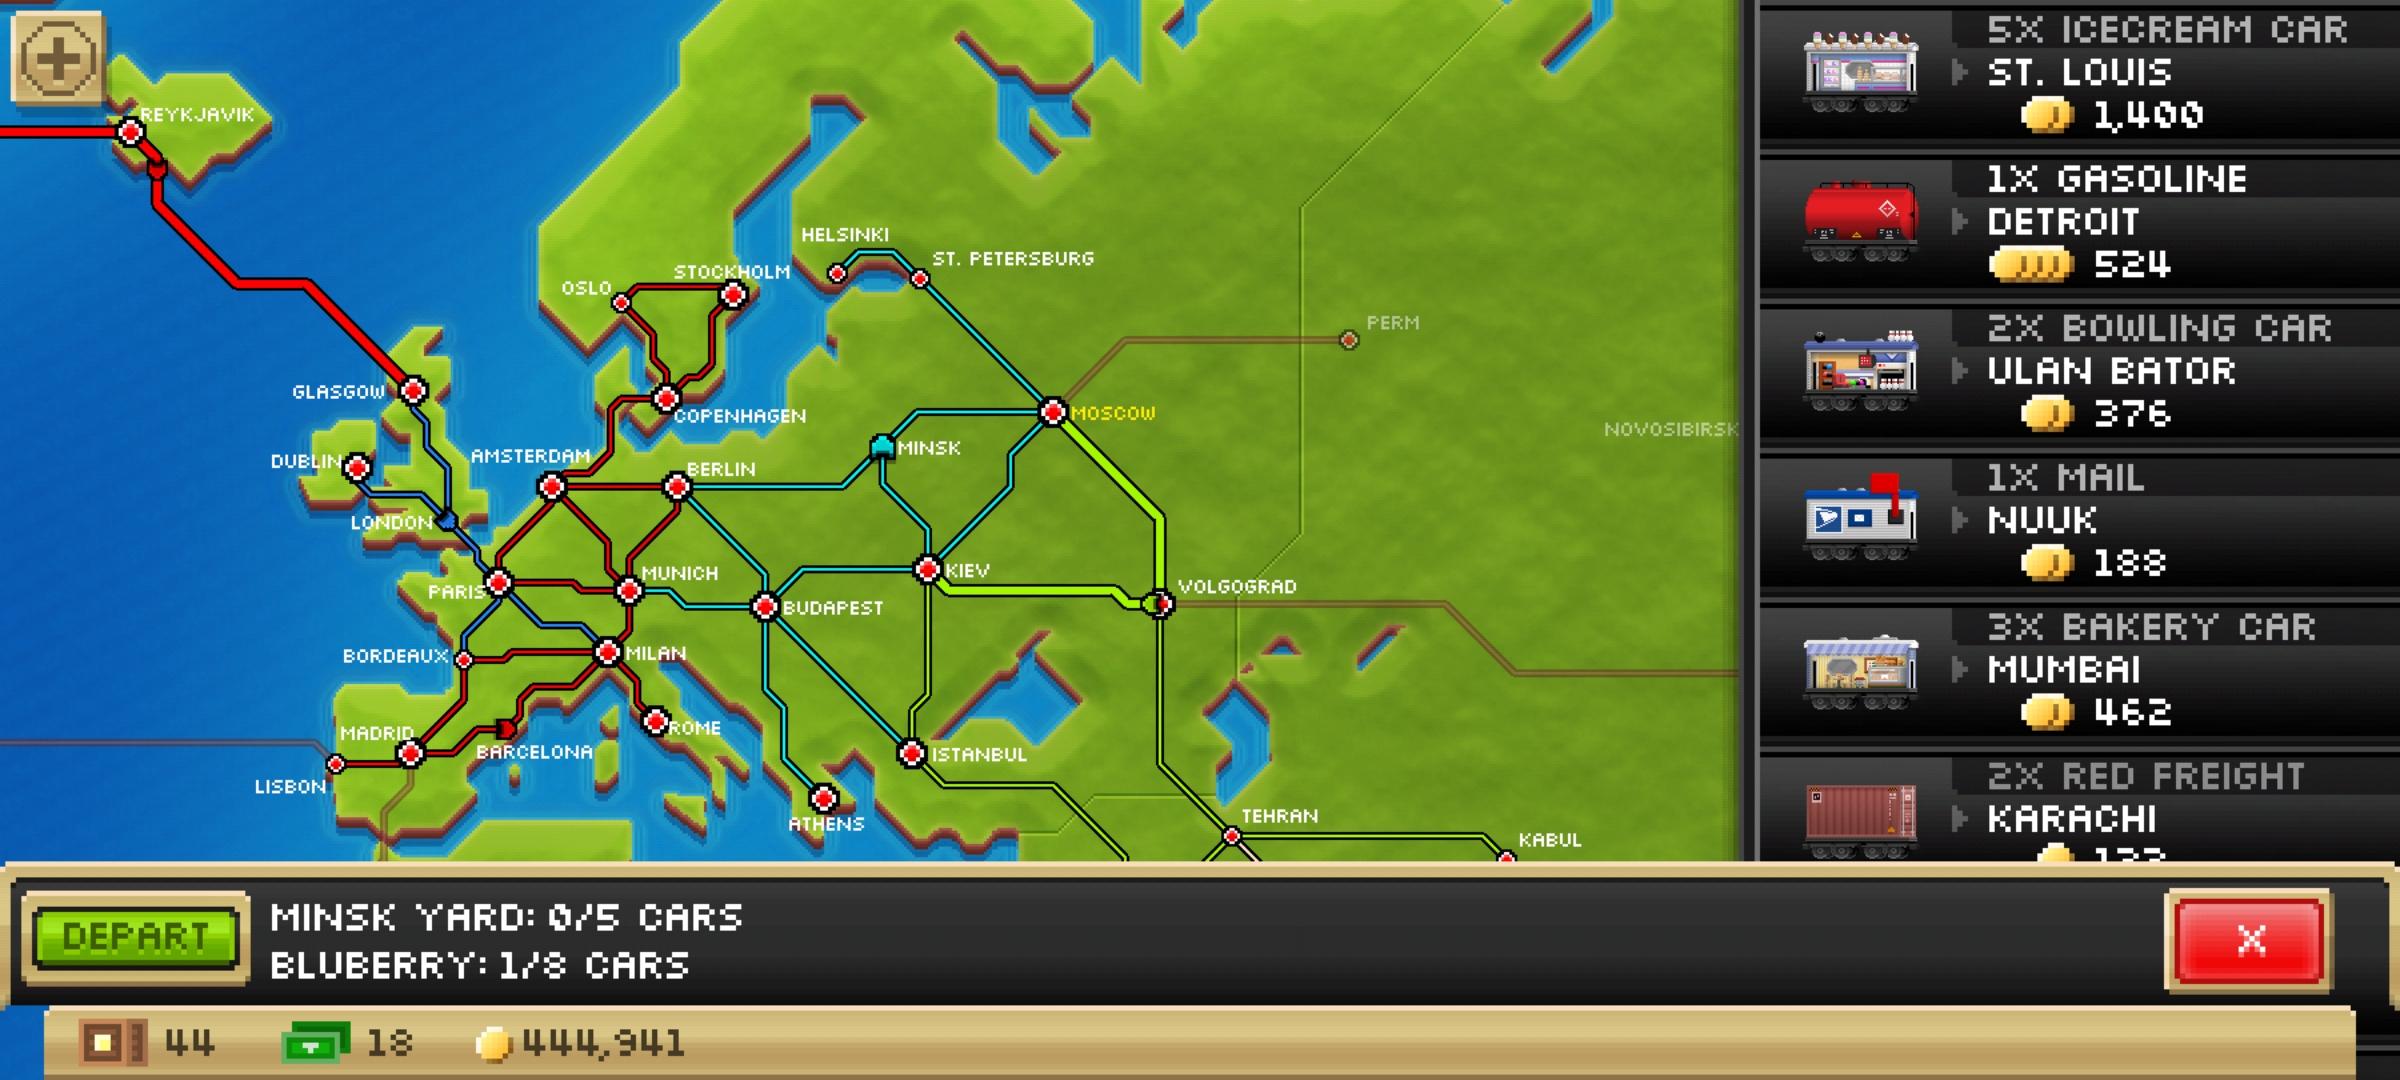 REYKJAVIK
HELSINKI
ST. PETERSBURG
STOCKHOLM
OSLO
PERM
GLASGOW
COPENHAGEN
MOSCOW
NOVOSIBIRSK
MINSK
AMSTERDAM
BERLIN
DUBLIN
LONDON
MUNICH
KIEV
VOLGOGRAD
PARIS
BUDAPEST
BORDEAUX
MILAN
ROME
MADRID
BARCELONA
ISTANBUL
LISBON
ATHENS
TEHRAN
KABUL
5X ICECREAM CAR
ST. LOUIS
1,400
1X GASOLINE
DETROIT
524
2X BOWLING CAR
ULAN BATOR
376
1X MAIL
NUUK
188
3X BAKERY CAR
MUMBAI
462
2X RED FREIGHT
KARACHI
DEPART
MINSK YARD: 0/5 CARS
BLUBERRY: 1/8 CARS
X
44
18
444,941